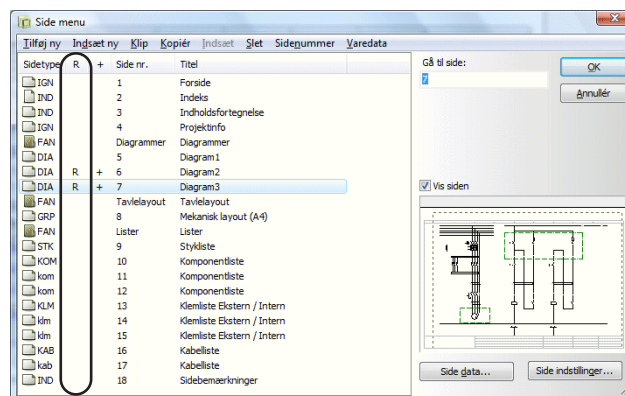 Side menu
Tilføj ny Indsæt ny Klip Kopiér Indsæt Slet Sidenummer Varedata
Sidetype R + Side nr. Titel
IGN 1 Forside
IND 2 Indeks
IND 3 Indholdsfortegnelse
IGN 4 Projektinfo
FAN Diagrammer Diagrammer
DIA 5 Diagram1
DIA R + 6 Diagram2
DIA R + 7 Diagram3
FAN Tavlelayout Tavlelayout
GRP 8 Mekanisk layout (A4)
FAN Lister Lister
STK 9 Stykliste
KOM 10 Komponentliste
kom 11 Komponentliste
kom 12 Komponentliste
KLM 13 Klemliste Ekstern / Intern
klm 14 Klemliste Ekstern / Intern
klm 15 Klemliste Ekstern / Intern
KAB 16 Kabelliste
kab 17 Kabelliste
IND 18 Sidebemærkninger
Gå til side:
7
OK
Annullér
Vis siden
Side data...
Side indstillinger...